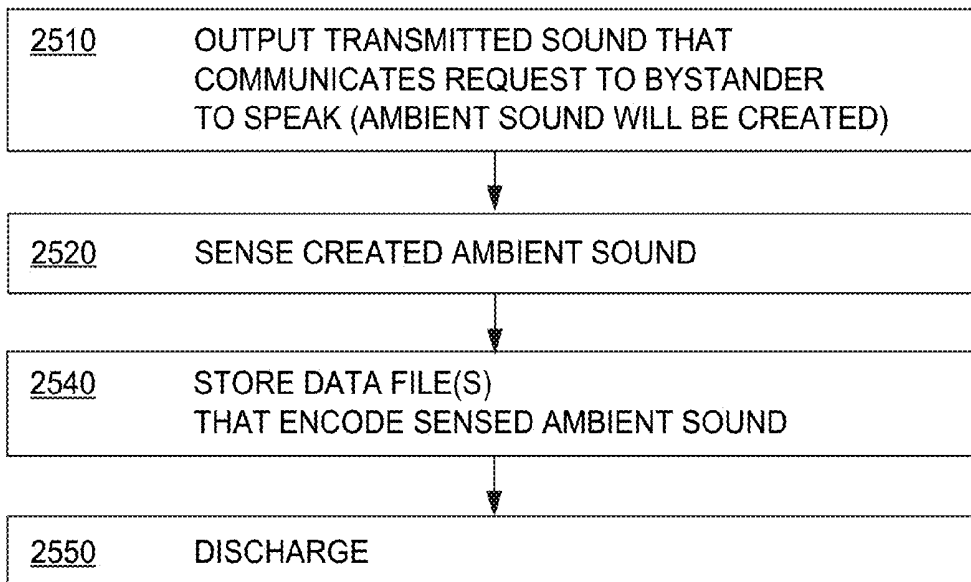 2510 OUTPUT TRANSMITTED SOUND THAT
COMMUNICATES REQUEST TO BYSTANDER
TO SPEAK (AMBIENT SOUND WILL BE CREATED)
2520 SENSE CREATED AMBIENT SOUND
2540 STORE DATA FILE(S)
THAT ENCODE SENSED AMBIENT SOUND
2550 DISCHARGE